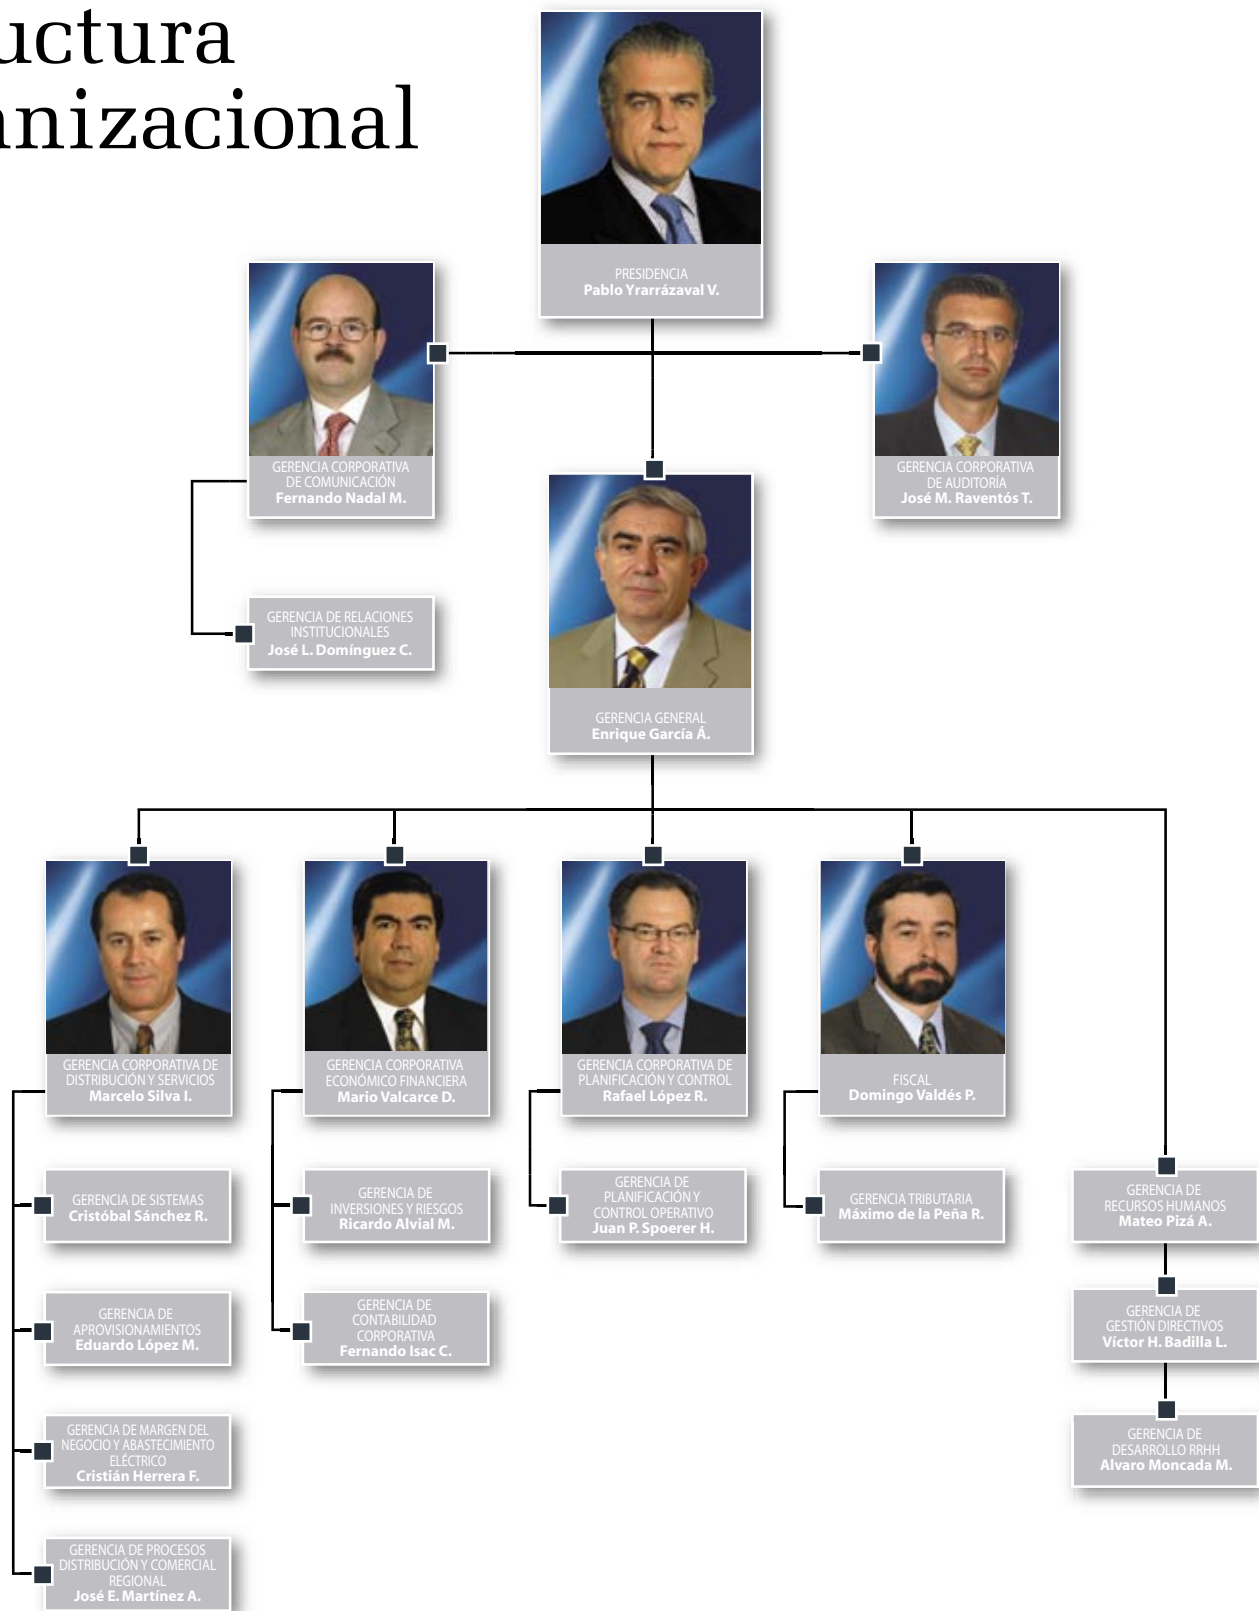 uctura
anizacional
PRESIDENCIA
Pablo Yrarrázaval V.
GERENCIA CORPORATIVA
DE COMUNICACIÓN
Fernando Nadal M.
GERENCIA CORPORATIVA
DE AUDITORÍA
José M. Raventós T.
GERENCIA DE RELACIONES
INSTITUCIONALES
José L. Domínguez C.
GERENCIA GENERAL
Enrique García Á.
GERENCIA CORPORATIVA DE
DISTRIBUCIÓN Y SERVICIOS
Marcelo Silva I.
GERENCIA CORPORATIVA
ECONÓMICO FINANCIERA
Mario Valcarce D.
GERENCIA CORPORATIVA DE
PLANIFICACIÓN Y CONTROL
Rafael López R.
FISCAL
Domingo Valdés P.
GERENCIA DE SISTEMAS
Cristóbal Sánchez R.
GERENCIA DE
INVERSIONES Y RIESGOS
Ricardo Alvial M.
GERENCIA DE
PLANIFICACIÓN Y
CONTROL OPERATIVO
Juan P. Spoerer H.
GERENCIA TRIBUTARIA
Máximo de la Peña R.
GERENCIA DE
RECURSOS HUMANOS
Mateo Pizá A.
GERENCIA DE
APROVISIONAMIENTOS
Eduardo López M.
GERENCIA DE
CONTABILIDAD
CORPORATIVA
Fernando Isac C.
GERENCIA DE
GESTIÓN DIRECTIVOS
Víctor H. Badilla L.
GERENCIA DE MARGEN DEL
NEGOCIO Y ABASTECIMIENTO
ELÉCTRICO
Cristián Herrera F.
GERENCIA DE
DESARROLLO RRHH
Alvaro Moncada M.
GERENCIA DE PROCESOS
DISTRIBUCIÓN Y COMERCIAL
REGIONAL
José E. Martínez A.